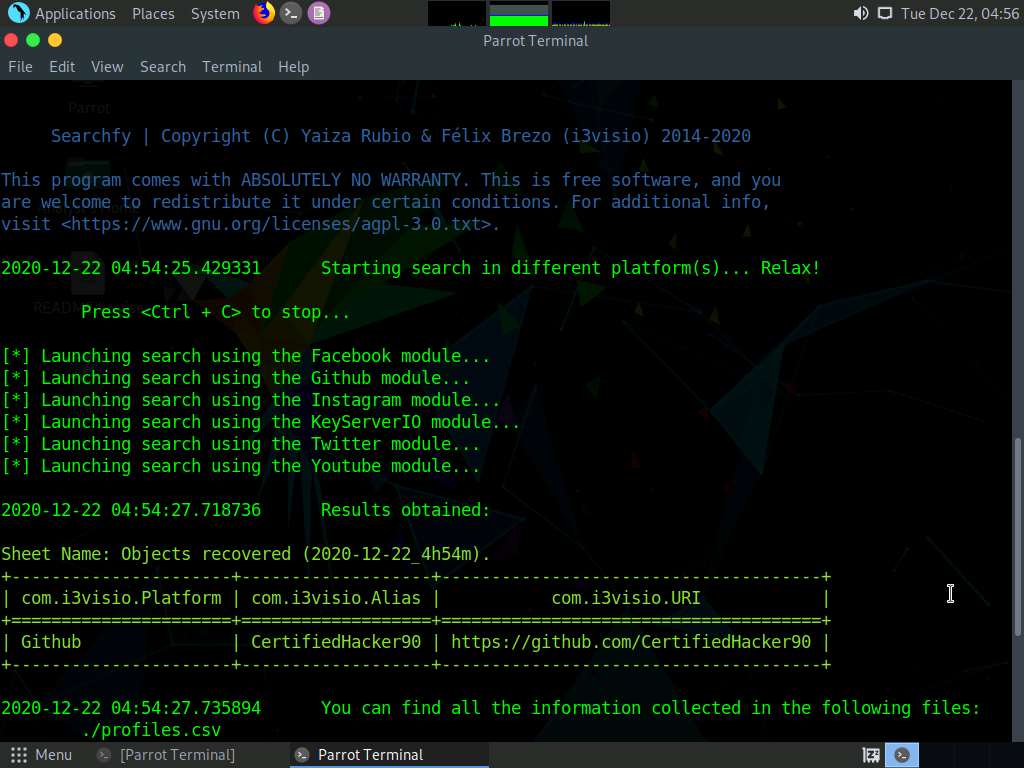 Applications Places System Tue Dec 22, 04:56
Parrot Terminal
File Edit View Search Terminal Help
Parrot
Searchfy | Copyright (C) Yaiza Rubio & Félix Brezo (i3visio) 2014-2020
This program comes with ABSOLUTELY NO WARRANTY. This is free software, and you
are welcome to redistribute it under certain conditions. For additional info,
visit <https://www.gnu.org/licenses/agpl-3.0.txt>.
2020-12-22 04:54:25.429331 Starting search in different platform(s)... Relax!
Press <Ctrl + C> to stop...
[*] Launching search using the Facebook module...
[*] Launching search using the Github module...
[*] Launching search using the Instagram module...
[*] Launching search using the KeyServerIO module...
[*] Launching search using the Twitter module...
[*] Launching search using the Youtube module...
2020-12-22 04:54:27.718736 Results obtained:
Sheet Name: Objects recovered (2020-12-22_4h54m).
+----------------------+-------------------+--------------------------------------+
| com.i3visio.Platform | com.i3visio.Alias | com.i3visio.URI |
+======================+===================+======================================+
| Github | CertifiedHacker90 | https://github.com/CertifiedHacker90 |
+----------------------+-------------------+--------------------------------------+
2020-12-22 04:54:27.735894 You can find all the information collected in the following files:
./profiles.csv
Menu [Parrot Terminal] Parrot Terminal